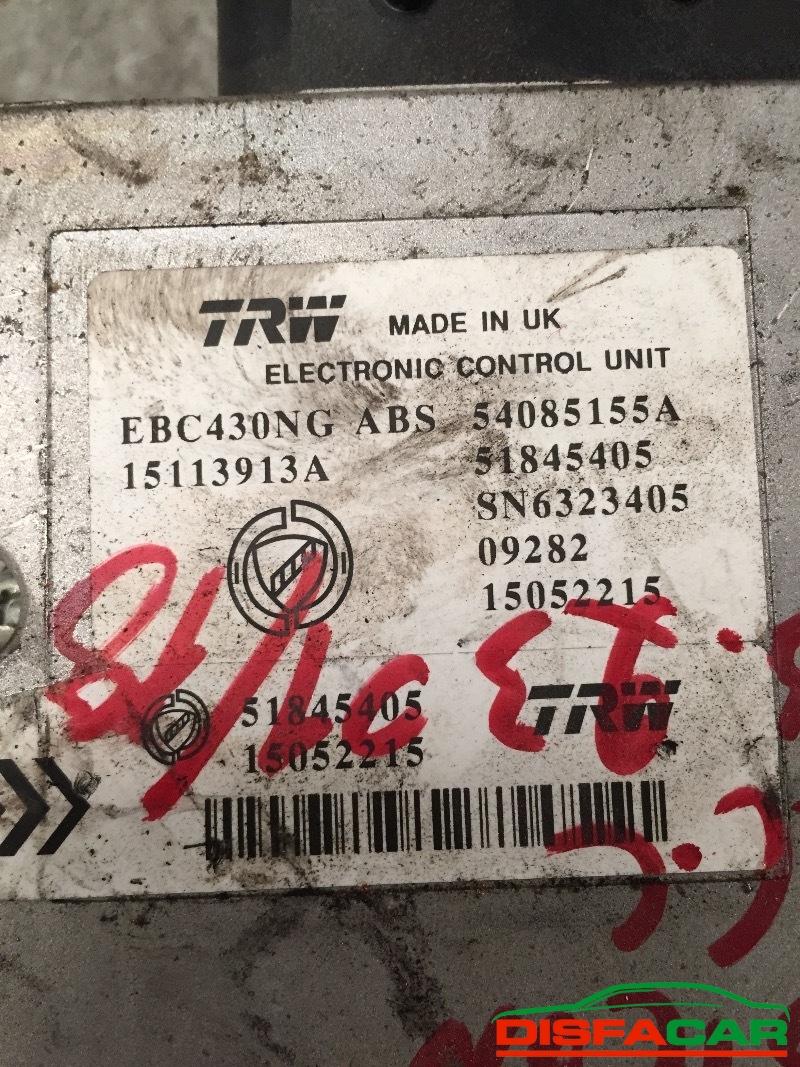 TRW MADE IN UK
ELECTRONIC CONTROL UNIT
EBC430NG ABS 54085155A
15113913A 51845405
SN6323405
09282
15052215
51845405 TRW
15052215
DISFACAR